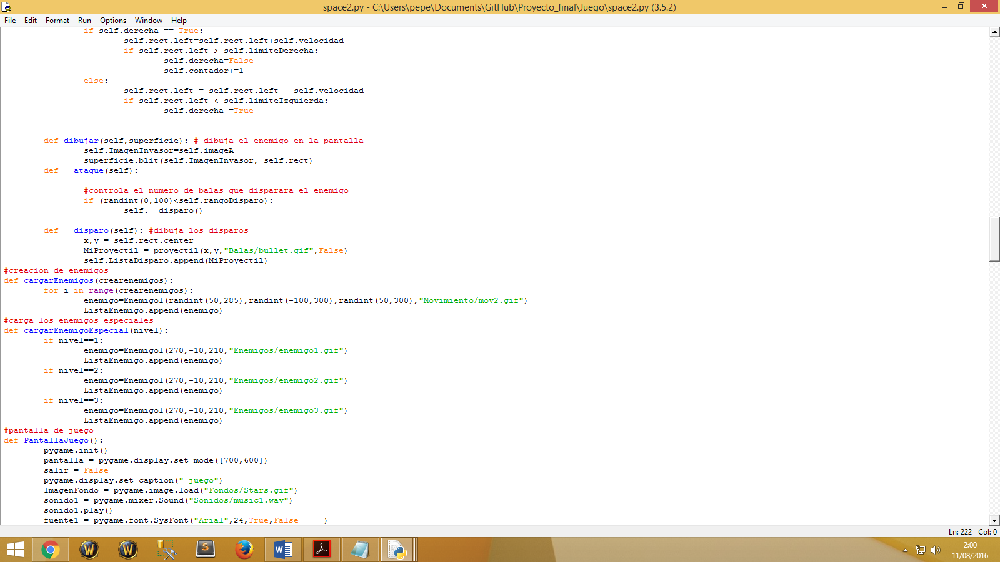 space2.py - C:\Users\pepe\Documents\GitHub\Proyecto_final\Juego\space2.py (3.5.2)
File Edit Format Run Options Window Help
if self.derecha == True:
self.rect.left=self.rect.left+self.velocidad
if self.rect.left > self.limiteDerecha:
self.derecha=False
self.contador+=1
else:
self.rect.left = self.rect.left - self.velocidad
if self.rect.left < self.limiteIzquierda:
self.derecha =True
def dibujar(self,superficie): # dibuja el enemigo en la pantalla
self.ImagenInvasor=self.imageA
superficie.blit(self.ImagenInvasor, self.rect)
def __ataque(self):
#controla el numero de balas que disparara el enemigo
if (randint(0,100)<self.rangoDisparo):
self.__disparo()
def __disparo(self): #dibuja los disparos
x,y = self.rect.center
MiProyectil = proyectil(x,y,"Balas/bullet.gif",False)
self.ListaDisparo.append(MiProyectil)
#creacion de enemigos
def cargarEnemigos(crearenemigos):
for i in range(crearenemigos):
enemigo=EnemigoI(randint(50,285),randint(-100,300),randint(50,300),"Movimiento/mov2.gif")
ListaEnemigo.append(enemigo)
#carga los enemigos especiales
def cargarEnemigoEspecial(nivel):
if nivel==1:
enemigo=EnemigoI(270,-10,210,"Enemigos/enemigo1.gif")
ListaEnemigo.append(enemigo)
if nivel==2:
enemigo=EnemigoI(270,-10,210,"Enemigos/enemigo2.gif")
ListaEnemigo.append(enemigo)
if nivel==3:
enemigo=EnemigoI(270,-10,210,"Enemigos/enemigo3.gif")
ListaEnemigo.append(enemigo)
#pantalla de juego
def PantallaJuego():
pygame.init()
pantalla = pygame.display.set_mode([700,600])
salir = False
pygame.display.set_caption(" juego")
ImagenFondo = pygame.image.load("Fondos/Stars.gif")
sonido1 = pygame.mixer.Sound("Sonidos/music1.wav")
sonido1.play()
fuente1 = pygame.font.SysFont("Arial",24,True,False     )
Ln: 222 Col: 0
2:00
11/08/2016